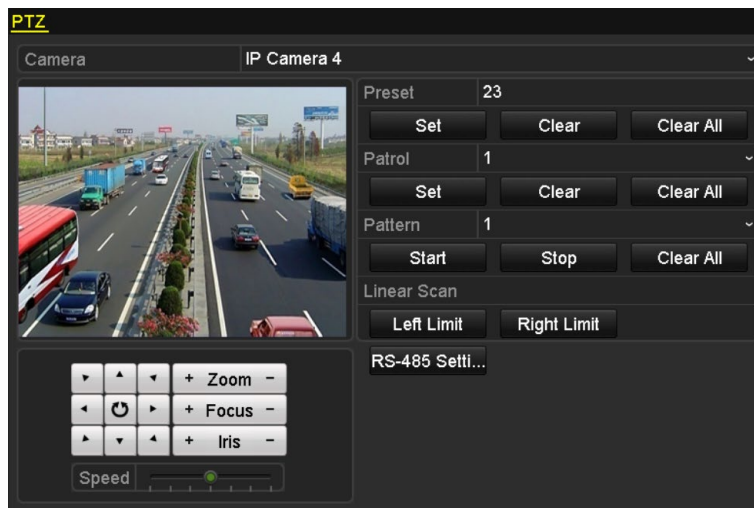 PTZ
Camera IP Camera 4
Preset 23
Set Clear Clear All
Patrol 1
Set Clear Clear All
Pattern 1
Start Stop Clear All
Linear Scan
Left Limit Right Limit
RS-485 Setti...
+ Zoom -
+ Focus -
+ Iris -
Speed